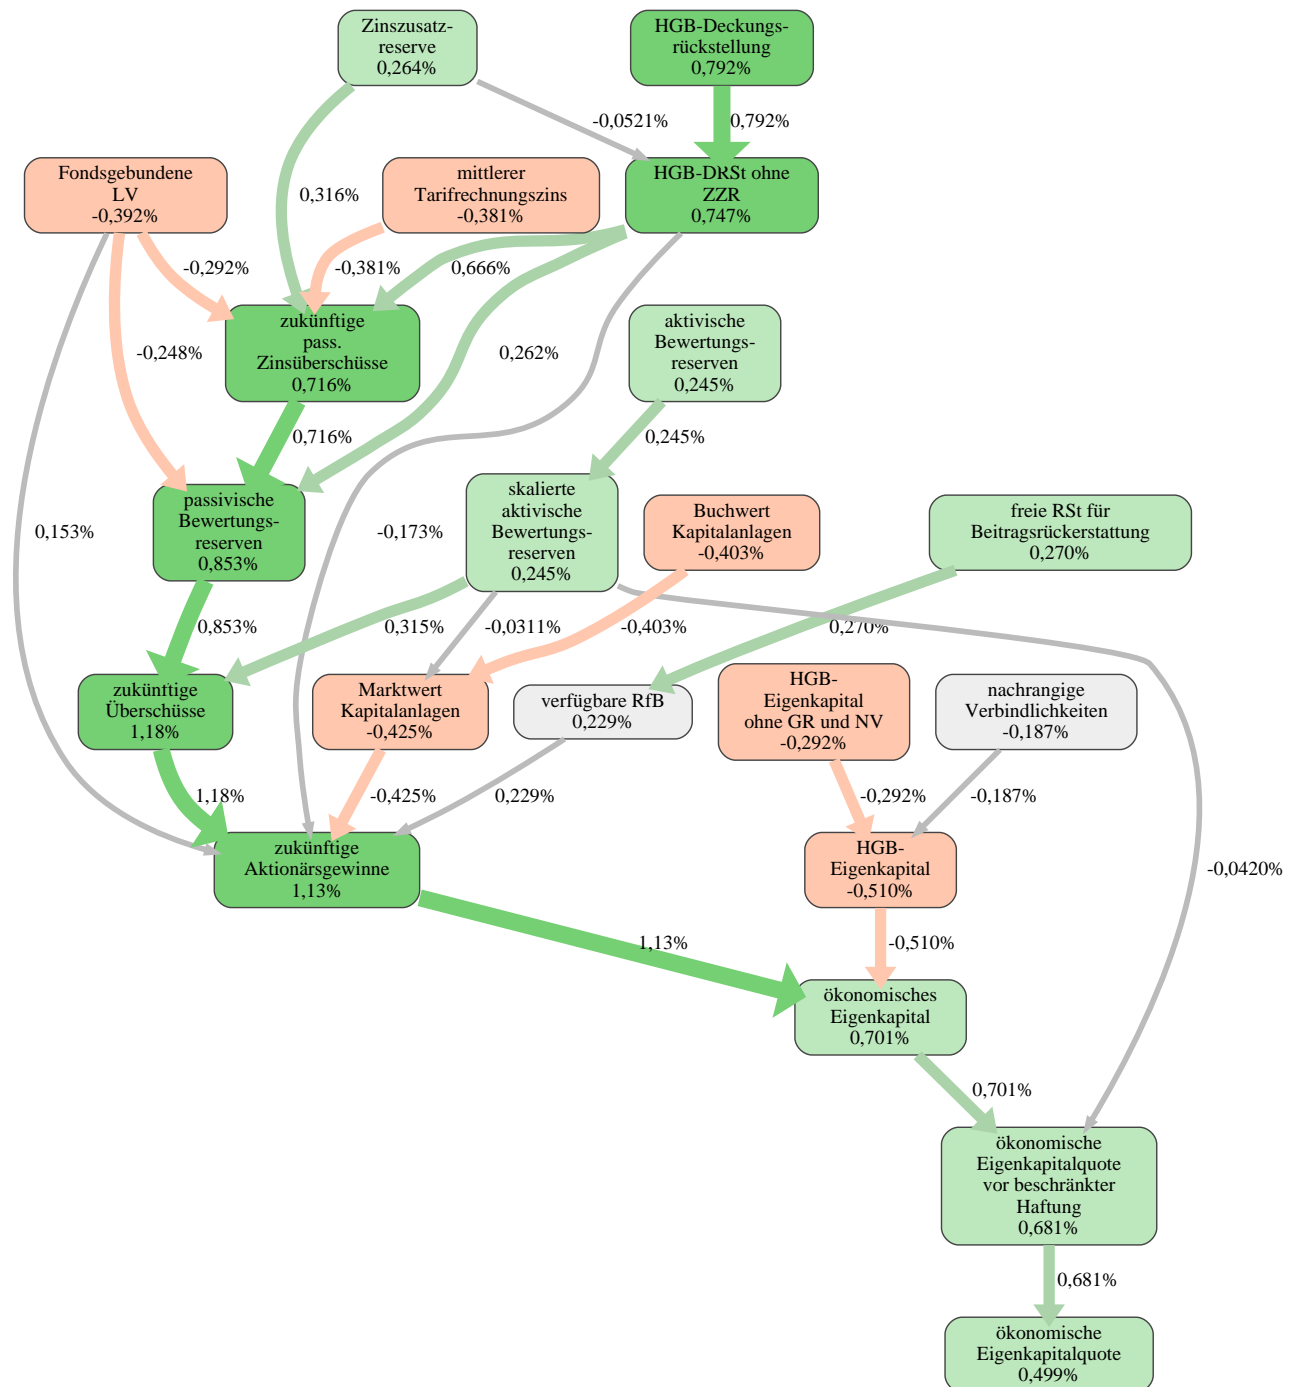 Zinszusatz-
reserve
0,264%
HGB-Deckungs-
rückstellung
0,792%
-0,0521%
0,792%
Fondsgebundene
LV
-0,392%
mittlerer
Tarifrechnungszins
-0,381%
HGB-DRSt ohne
ZZR
0,747%
0,316%
-0,292%
-0,381%
0,666%
zukünftige
pass.
Zinsüberschüsse
0,716%
aktivische
Bewertungs-
reserven
0,245%
-0,248%
0,262%
0,716%
0,245%
passivische
Bewertungs-
reserven
0,853%
skalierte
aktivische
Bewertungs-
reserven
0,245%
Buchwert
Kapitalanlagen
-0,403%
freie RSt für
Beitragsrückerstattung
0,270%
0,153%
-0,173%
0,853%
0,315%
-0,0311%
-0,403%
0,270%
zukünftige
Überschüsse
1,18%
Marktwert
Kapitalanlagen
-0,425%
verfügbare RfB
0,229%
HGB-
Eigenkapital
ohne GR und NV
-0,292%
nachrangige
Verbindlichkeiten
-0,187%
1,18%
-0,425%
0,229%
-0,292%
-0,187%
zukünftige
Aktionärsgewinne
1,13%
HGB-
Eigenkapital
-0,510%
-0,0420%
1,13%
-0,510%
ökonomisches
Eigenkapital
0,701%
0,701%
ökonomische
Eigenkapitalquote
vor beschränkter
Haftung
0,681%
0,681%
ökonomische
Eigenkapitalquote
0,499%